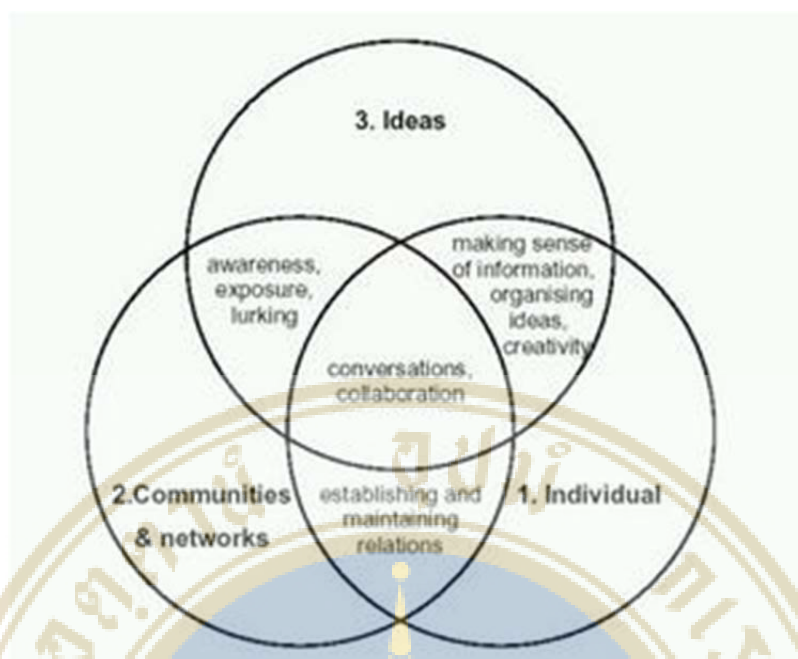 3. Ideas
awareness,
exposure,
lurking
making sense
of information,
organising
ideas,
creativity
conversations,
collaboration
2.Communities
& networks
establishing and
maintaining
relations
1. Individual